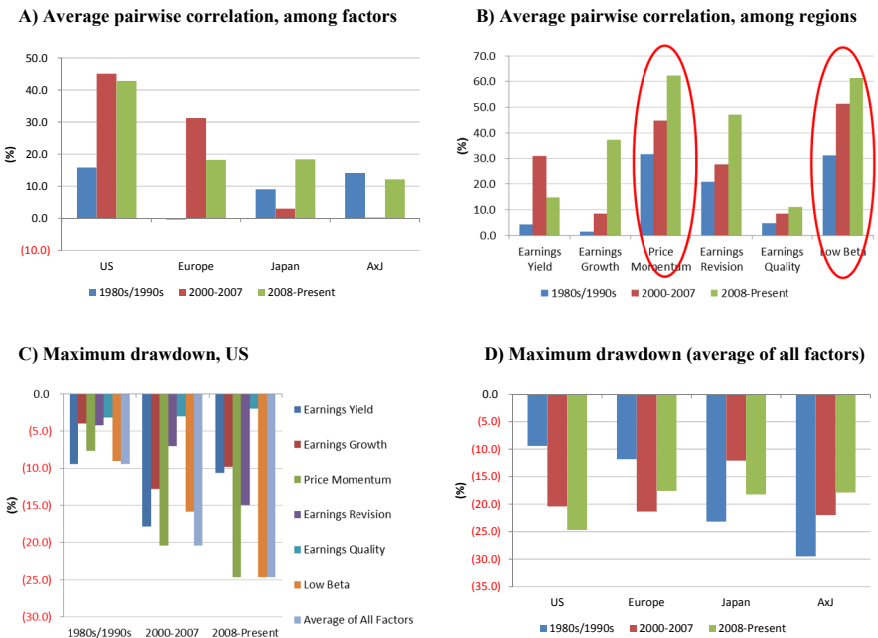 A) Average pairwise correlation, among factors
50.0
40.0
30.0
20.0
10.0
0.0
(10.0)
(%)
US Europe Japan AxJ
1980s/1990s 2000-2007 2008-Present
B) Average pairwise correlation, among regions
70.0
60.0
50.0
40.0
30.0
20.0
10.0
0.0
(%)
Earnings Earnings Price Earnings Earnings Low Beta
Yield Growth Momentum Revision Quality
1980s/1990s 2000-2007 2008-Present
C) Maximum drawdown, US
0.0
(5.0)
(10.0)
(15.0)
(20.0)
(25.0)
(30.0)
(%)
1980s/1990s 2000-2007 2008-Present
Earnings Yield
Earnings Growth
Price Momentum
Earnings Revision
Earnings Quality
Low Beta
Average of All Factors
D) Maximum drawdown (average of all factors)
0.0
(5.0)
(10.0)
(15.0)
(20.0)
(25.0)
(30.0)
(35.0)
(%)
US Europe Japan AxJ
1980s/1990s 2000-2007 2008-Present